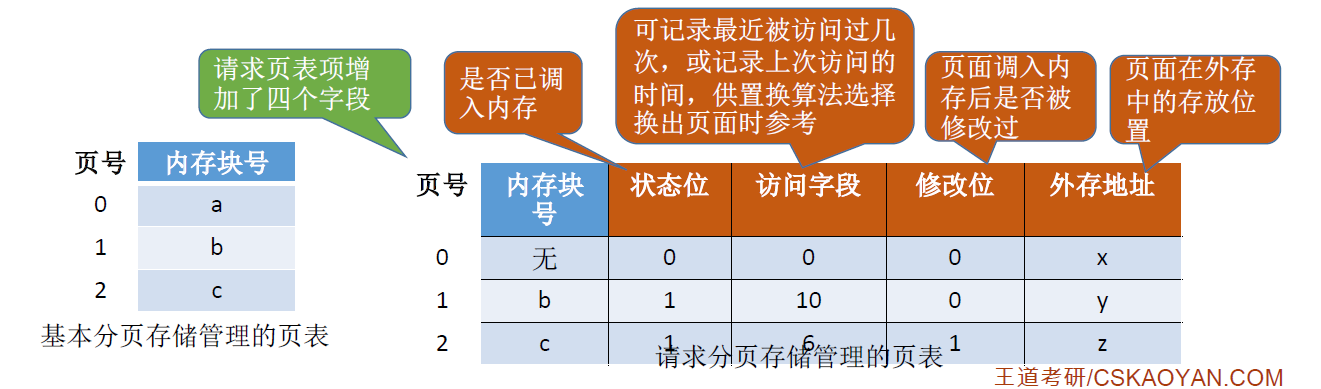 请求页表项增
加了四个字段
是否已调
入内存
可记录最近被访问过几
次，或记录上次访问的
时间，供置换算法选择
换出页面时参考
页面调入内
存后是否被
修改过
页面在外存
中的存放位
置
页号 内存块号
0 a
1 b
2 c
基本分页存储管理的页表
页号 内存块
号 状态位 访问字段 修改位 外存地址
0 无 0 0 0 x
1 b 1 10 0 y
2 c 1 6 1 z
请求分页存储管理的页表
王道考研/CSKAOYAN.COM